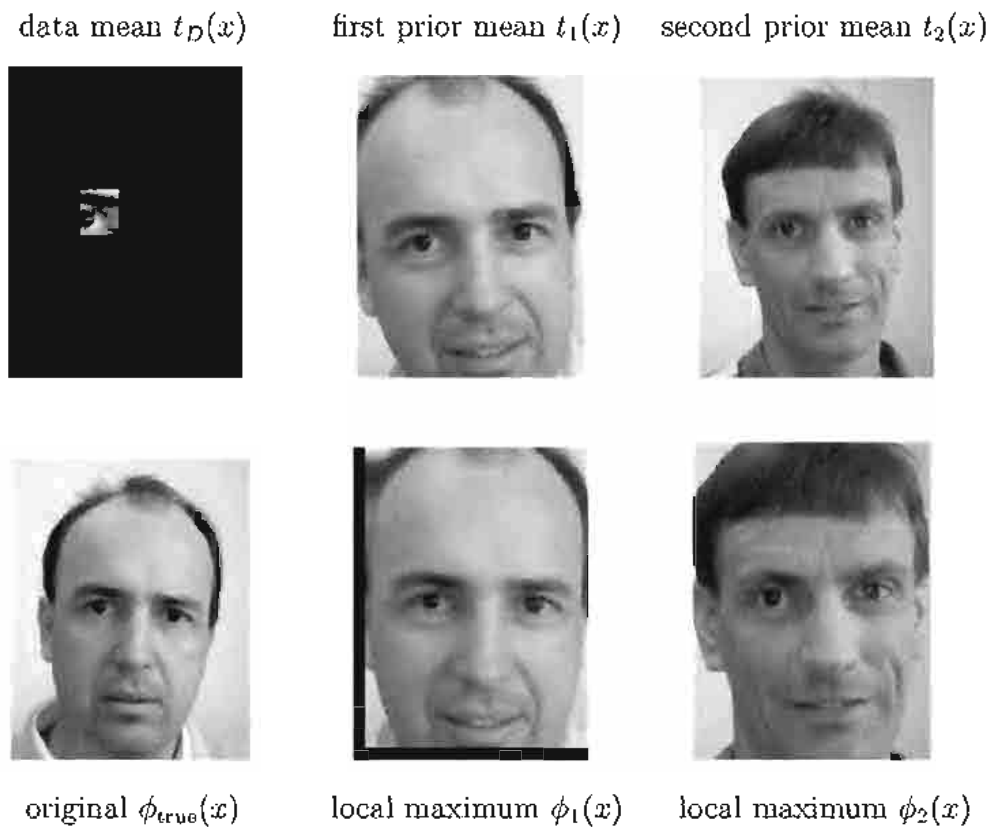 data mean t_D(x) first prior mean t_1(x) second prior mean t_2(x)
original ϕ_true(x) local maximum ϕ_1(x) local maximum ϕ_2(x)